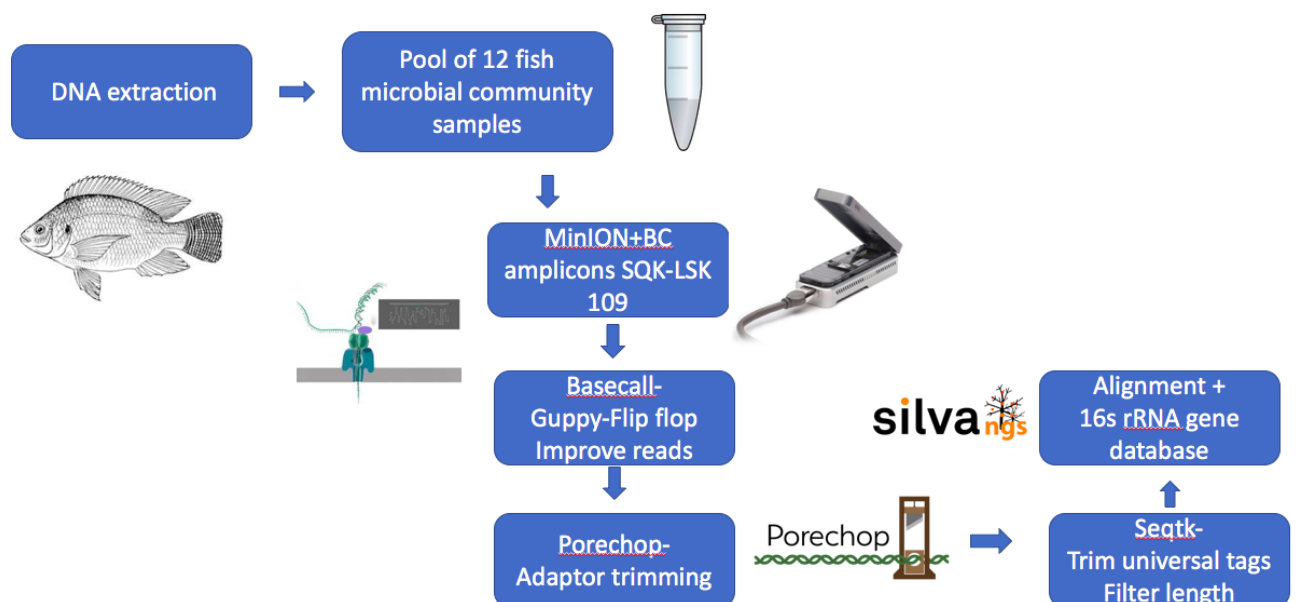 DNA extraction
Pool of 12 fish
microbial community
samples
MinION+BC
amplicons SQK-LSK
109
Basecall-
Guppy-Flip flop
Improve reads
Porechop-
Adaptor trimming
Porechop
Seqtk-
Trim universal tags
Filter length
silva
ngs
Alignment +
16s rRNA gene
database